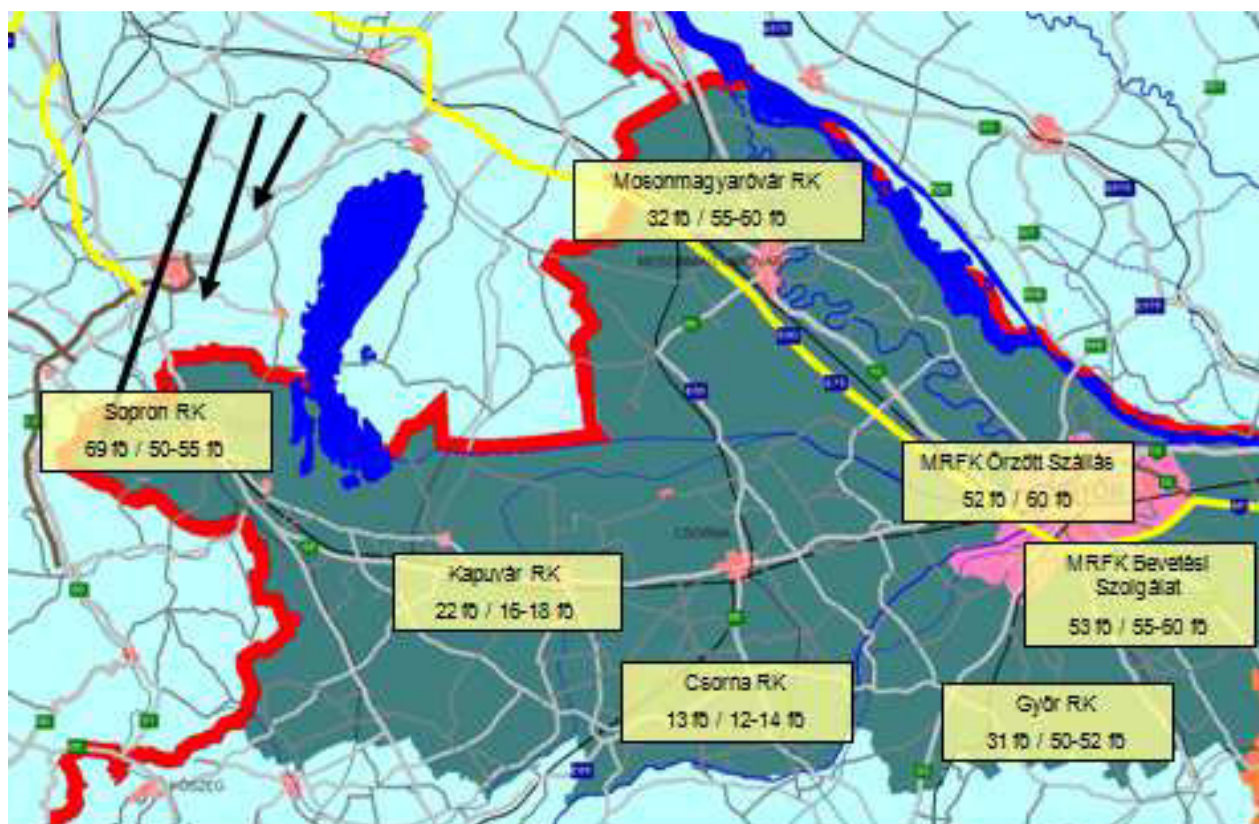 Mosonmagyaróvár RK
32 fő / 55-60 fő
Sopron RK
69 fő / 50-55 fő
MRFK Őrzött Szállás
52 fő / 60 fő
Kapuvár RK
22 fő / 16-18 fő
MRFK Bevetési
Szolgálat
53 fő / 55-60 fő
Csorna RK
13 fő / 12-14 fő
Győr RK
31 fő / 50-52 fő
KŐSZEG